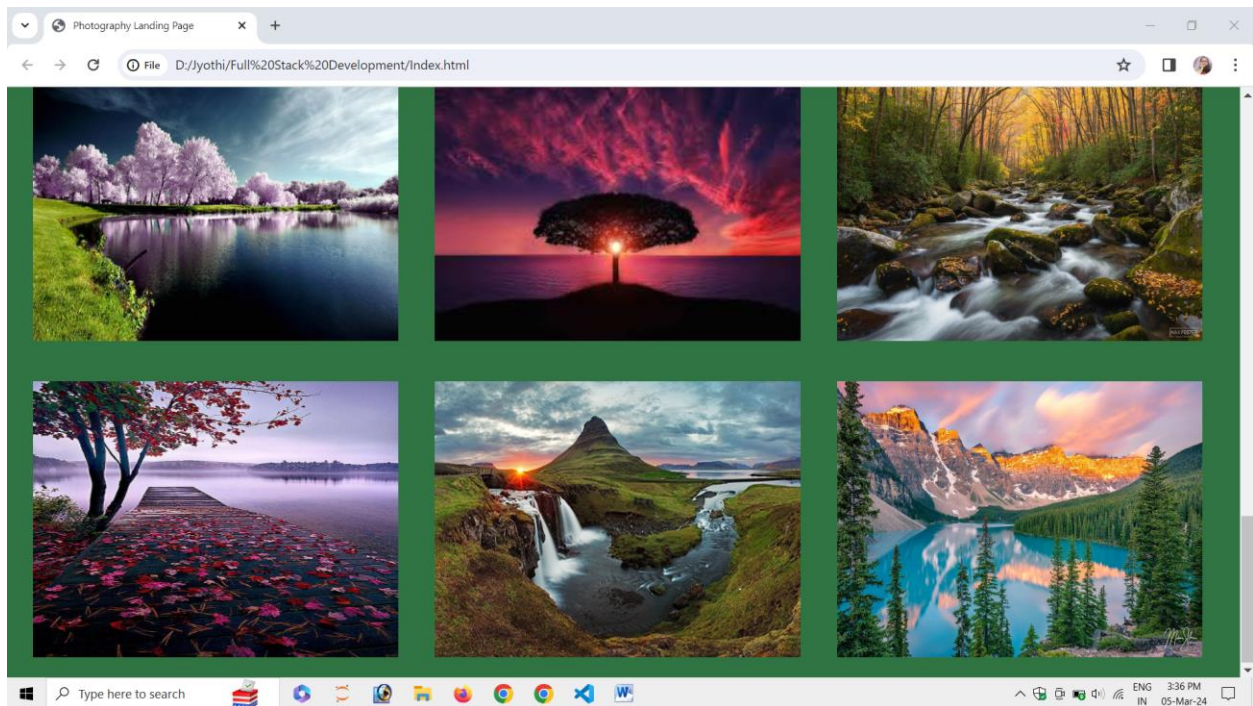 Photography Landing Page
File D:/Jyothi/Full%20Stack%20Development/Index.html
Type here to search
ENG 3:36 PM
IN 05-Mar-24